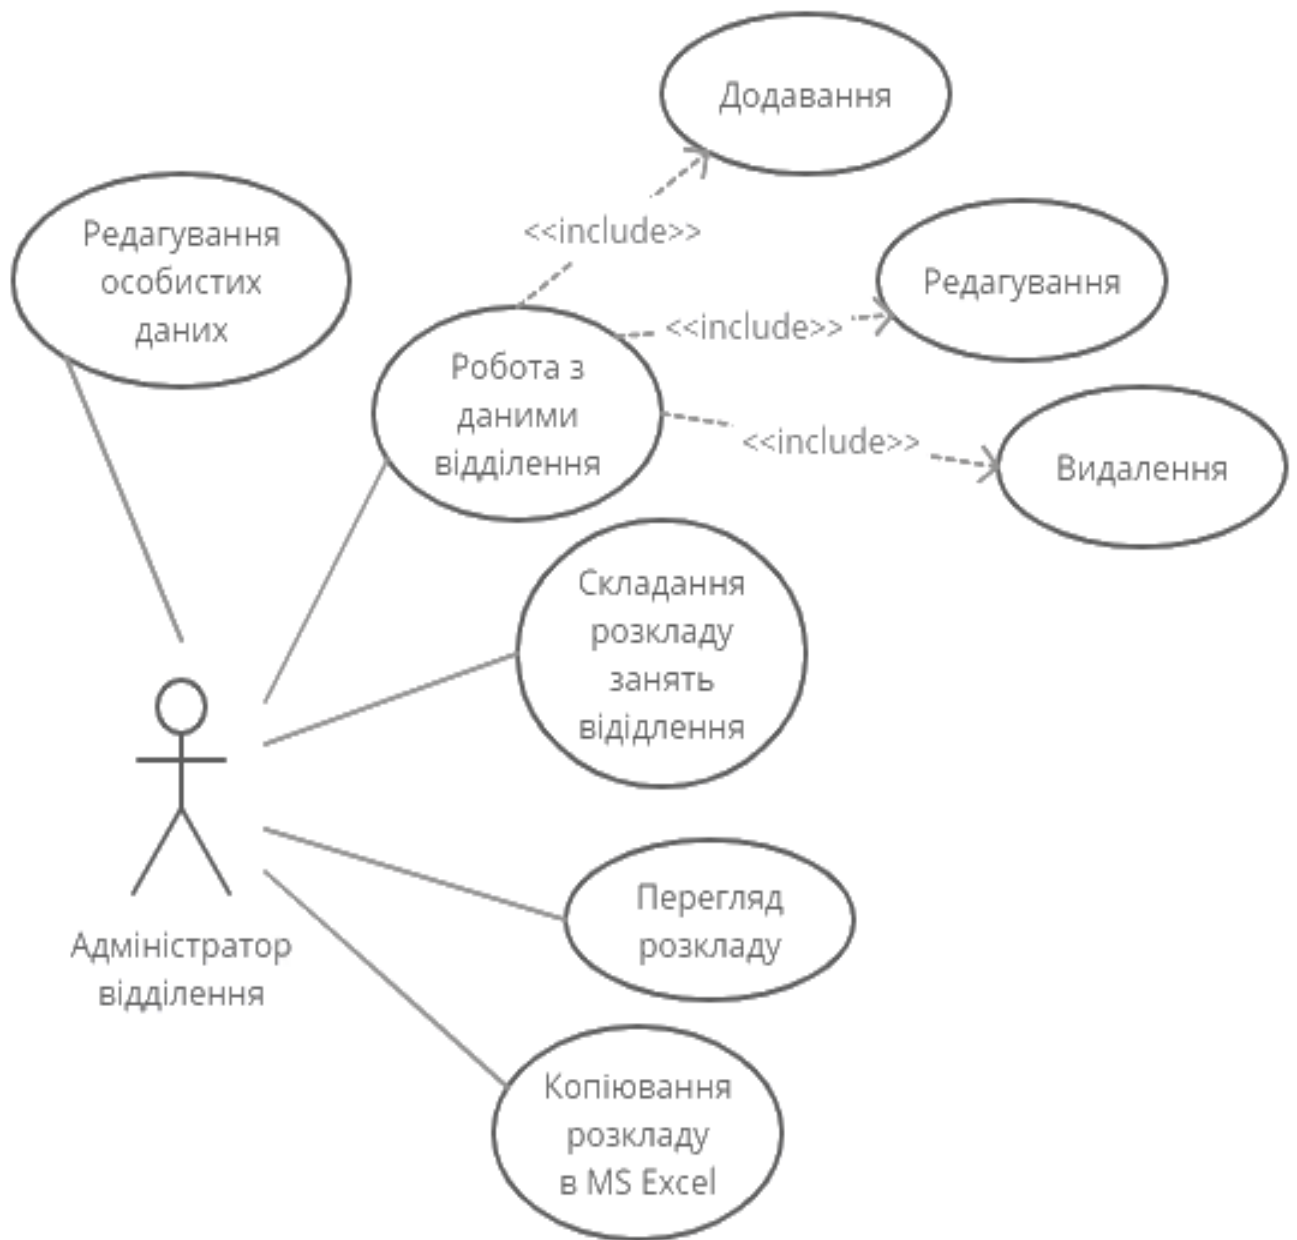 Додавання
<<include>>
Редагування
особистих
даних
Редагування
<<include>>
Робота з
даними
відділення
<<include>>
Видалення
Складання
розкладу
занять
відідлення
Перегляд
розкладу
Адміністратор
відділення
Копіювання
розкладу
в MS Excel